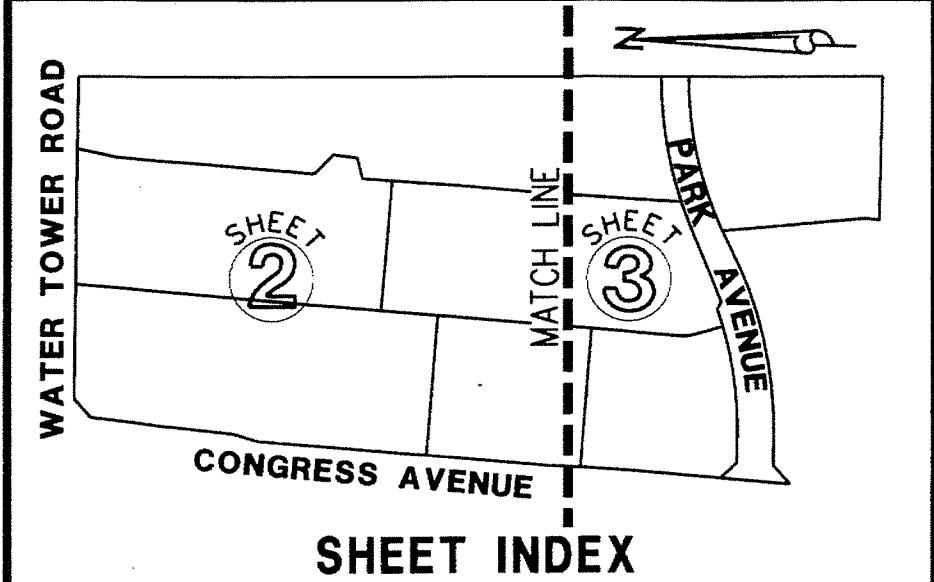 N
WATER TOWER ROAD
PARK
AVENUE
MATCH LINE
SHEET
2
SHEET
3
CONGRESS AVENUE
SHEET INDEX